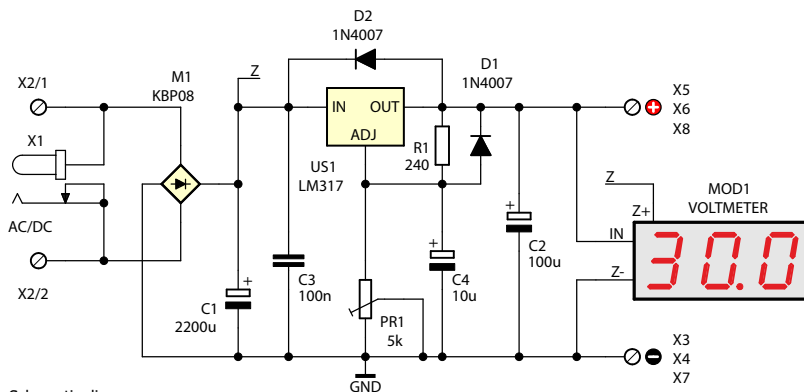 D2
1N4007
D1
1N4007
X2/1
M1
KBP08
Z
X5
X6
X8
IN
OUT
ADJ
X1
R1
240
US1
LM317
Z
MOD1
VOLTMETER
Z+
IN
30.0
Z-
AC/DC
+
C2
100u
+
C4
10u
X2/2
+
C1
2200u
C3
100n
PR1
5k
X3
X4
X7
GND